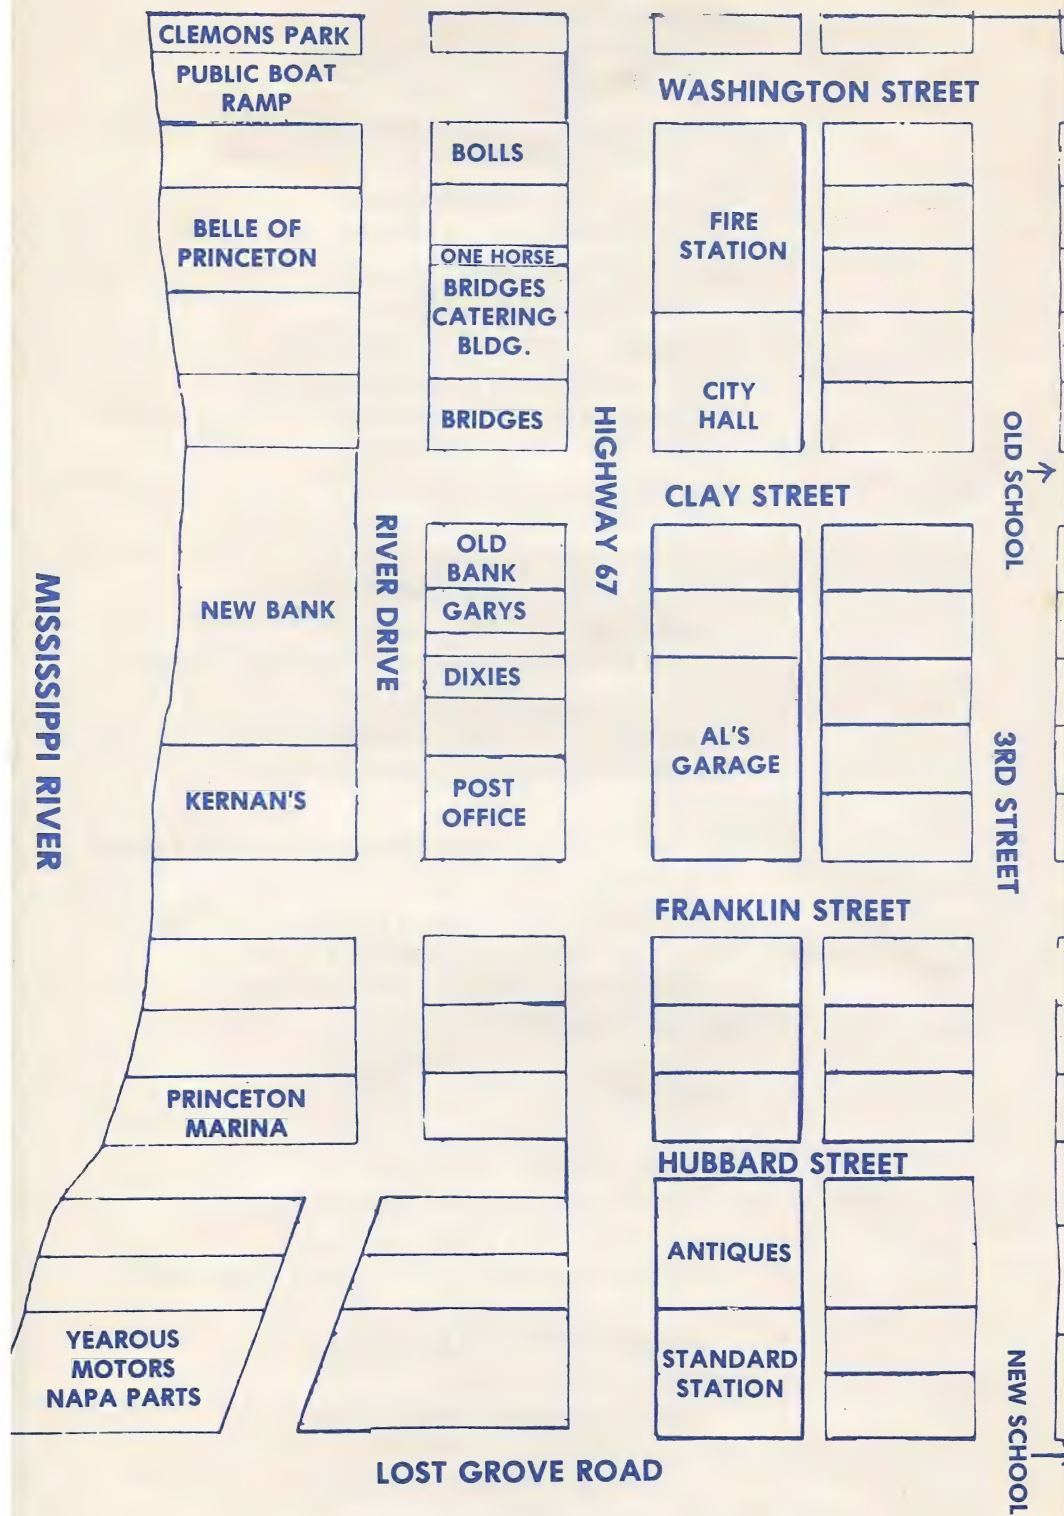 CLEMONS PARK
PUBLIC BOAT
RAMP
WASHINGTON STREET
BOLLS
BELLE OF
PRINCETON
FIRE
STATION
ONE HORSE
BRIDGES
CATERING
BLDG.
BRIDGES
CITY
HALL
HIGHWAY 67
OLD SCHOOL
CLAY STREET
RIVER DRIVE
OLD
BANK
NEW BANK
GARYS
MISSISSIPPI RIVER
DIXIES
AL'S
GARAGE
3RD STREET
KERNAN'S
POST
OFFICE
FRANKLIN STREET
PRINCETON
MARINA
HUBBARD STREET
ANTIQUES
YEAROUS
MOTORS
NAPA PARTS
STANDARD
STATION
NEW SCHOOL
LOST GROVE ROAD